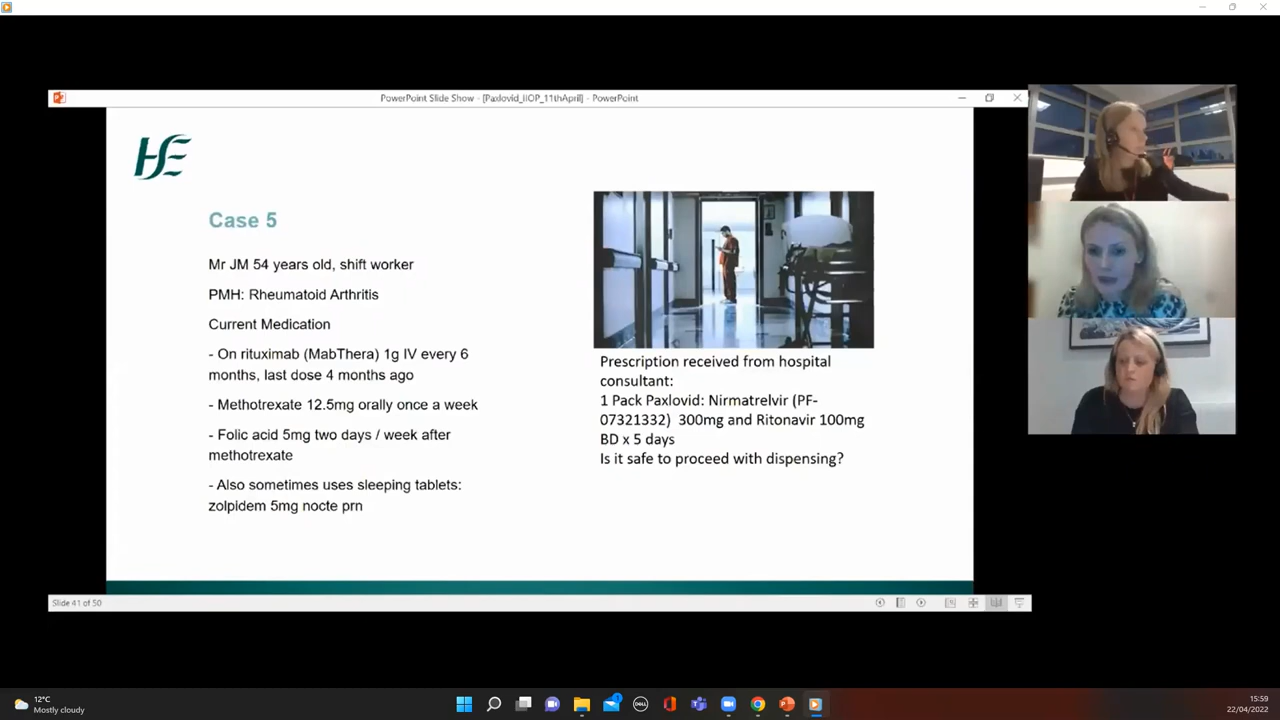 PowerPoint Slide Show - [Paxlovid_IIOP_11thApril] - PowerPoint
HSE
Case 5
Mr JM 54 years old, shift worker
PMH: Rheumatoid Arthritis
Current Medication
- On rituximab (MabThera) 1g IV every 6
months, last dose 4 months ago
- Methotrexate 12.5mg orally once a week
- Folic acid 5mg two days / week after
methotrexate
- Also sometimes uses sleeping tablets:
zolpidem 5mg nocte prn
Prescription received from hospital
consultant:
1 Pack Paxlovid: Nirmatrelvir (PF-
07321332)  300mg and Ritonavir 100mg
BD x 5 days
Is it safe to proceed with dispensing?
Slide 41 of 50
12°C
Mostly cloudy
DELL
15:59
22/04/2022